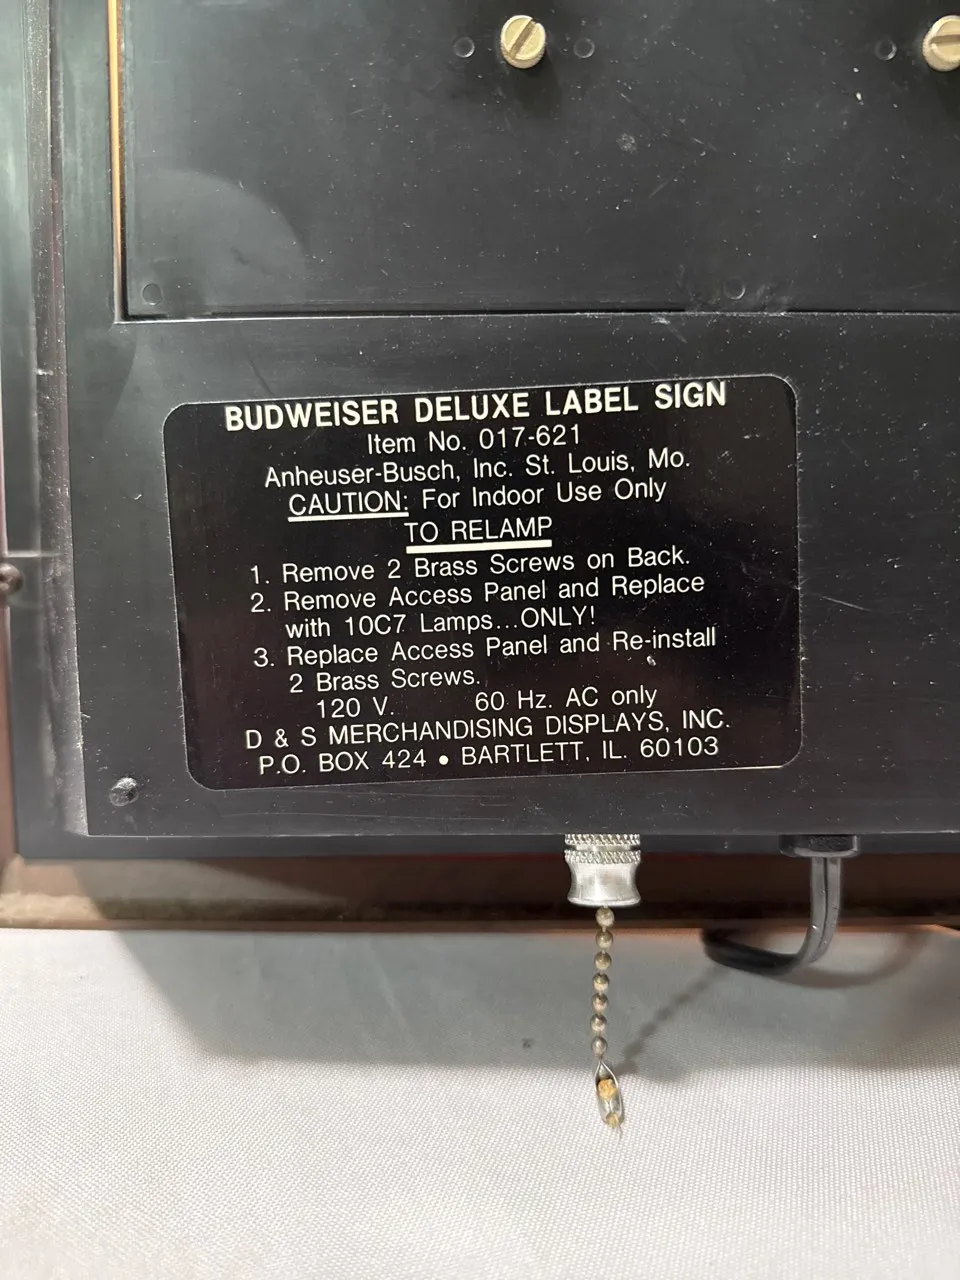 BUDWEISER DELUXE LABEL SIGN
Item No. 017-621
Anheuser-Busch, Inc. St. Louis, Mo.
CAUTION: For Indoor Use Only
TO RELAMP
1. Remove 2 Brass Screws on Back.
2. Remove Access Panel and Replace
with 10C7 Lamps...ONLY!
3. Replace Access Panel and Re-install
2 Brass Screws.
120 V. 60 Hz. AC only
D & S MERCHANDISING DISPLAYS, INC.
P.O. BOX 424 • BARTLETT, IL. 60103